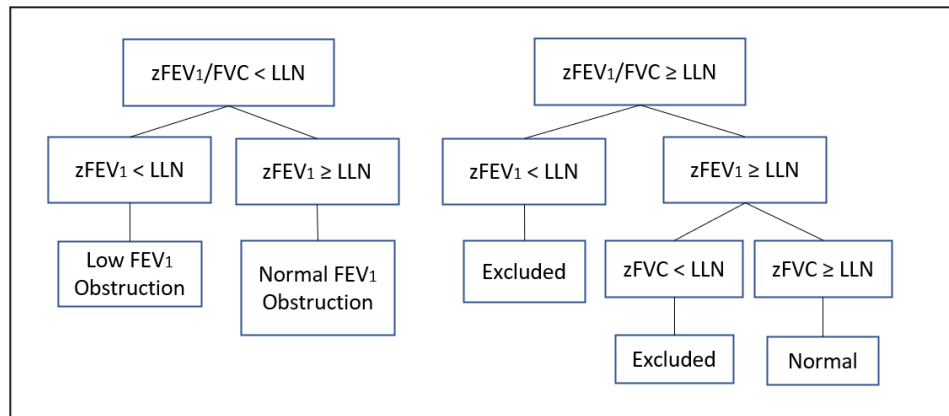 zFEV₁/FVC < LLN
zFEV₁/FVC ≥ LLN
zFEV₁ < LLN
zFEV₁ ≥ LLN
zFEV₁ < LLN
zFEV₁ ≥ LLN
Low FEV₁
Obstruction
Normal FEV₁
Obstruction
Excluded
zFVC < LLN
zFVC ≥ LLN
Excluded
Normal